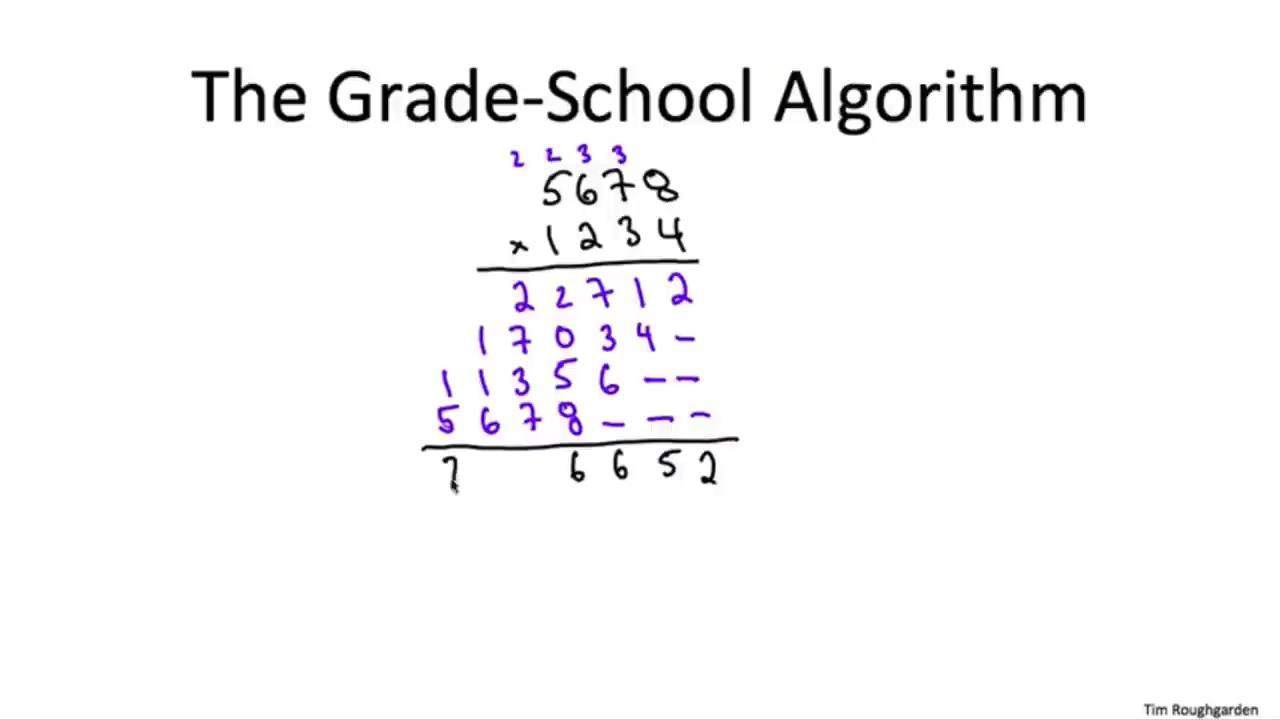 The Grade-School Algorithm
2 2 3 3
5678
× 1234
22712
17034-
11356--
5678---
7 6652
Tim Roughgarden